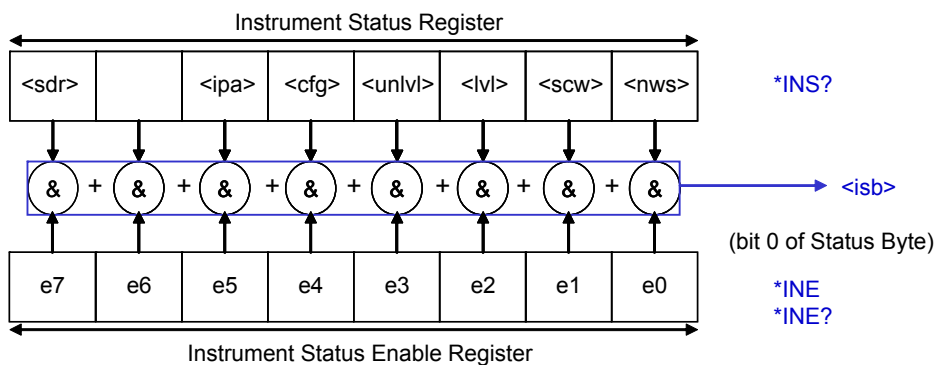 Instrument Status Register
<sdr> <ipa> <cfg> <unlvl> <lvl> <scw> <nws> *INS?
& + & + & + & + & + & + & + & <isb>
(bit 0 of Status Byte)
e7 e6 e5 e4 e3 e2 e1 e0 *INE
*INE?
Instrument Status Enable Register